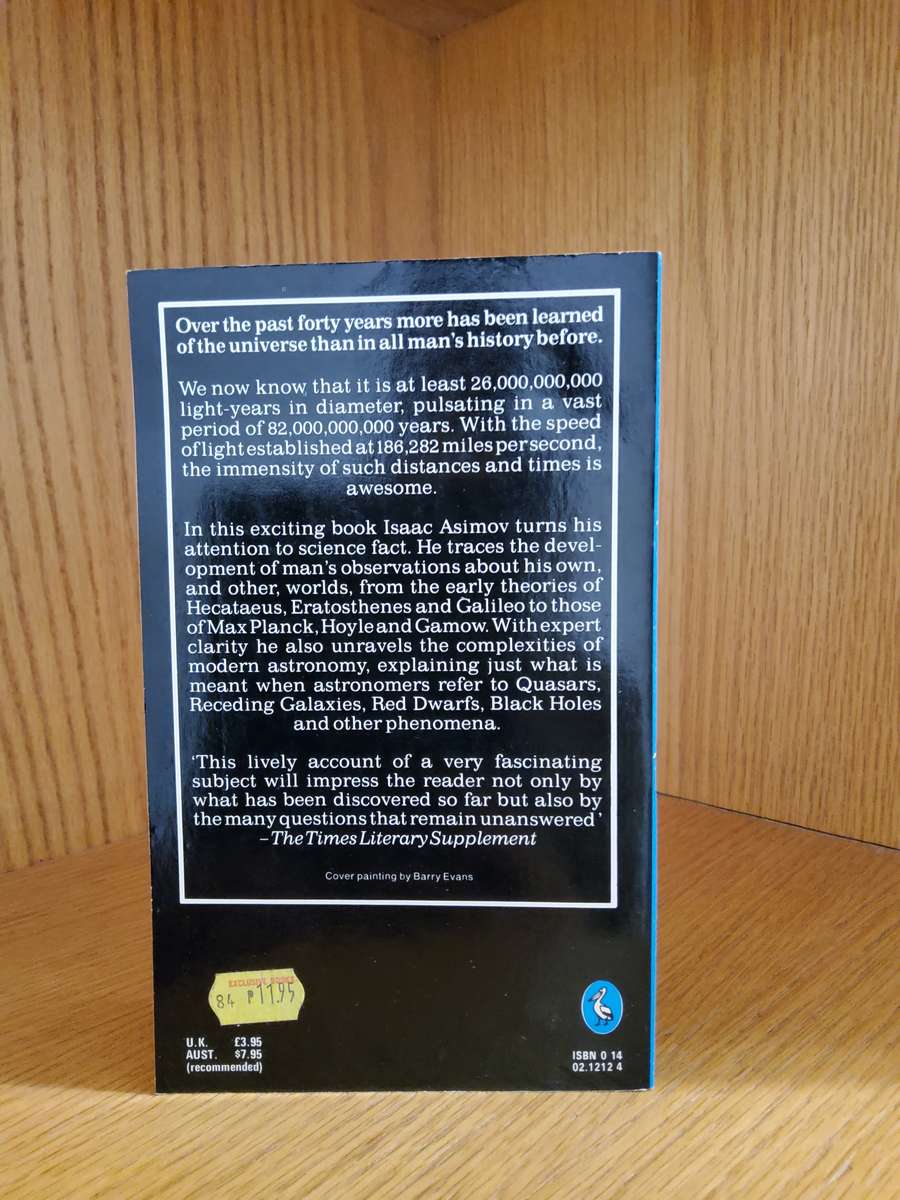 Over the past forty years more has been learned
of the universe than in all man's history before.
We now know that it is at least 26,000,000,000
light-years in diameter, pulsating in a vast
period of 82,000,000,000 years. With the speed
of light established at 186,282 miles per second,
the immensity of such distances and times is
awesome.
In this exciting book Isaac Asimov turns his
attention to science fact. He traces the devel-
opment of man's observations about his own,
and other, worlds, from the early theories of
Hecataeus, Eratosthenes and Galileo to those
of Max Planck, Hoyle and Gamow. With expert
clarity he also unravels the complexities of
modern astronomy, explaining just what is
meant when astronomers refer to Quasars,
Receding Galaxies, Red Dwarfs, Black Holes
and other phenomena.
'This lively account of a very fascinating
subject will impress the reader not only by
what has been discovered so far but also by
the many questions that remain unanswered'
– The Times Literary Supplement
Cover painting by Barry Evans
EXCLUSIVE BOOKS
84 P11.95
U.K. £3.95
AUST. $7.95
(recommended)
ISBN 0 14
02.1212 4